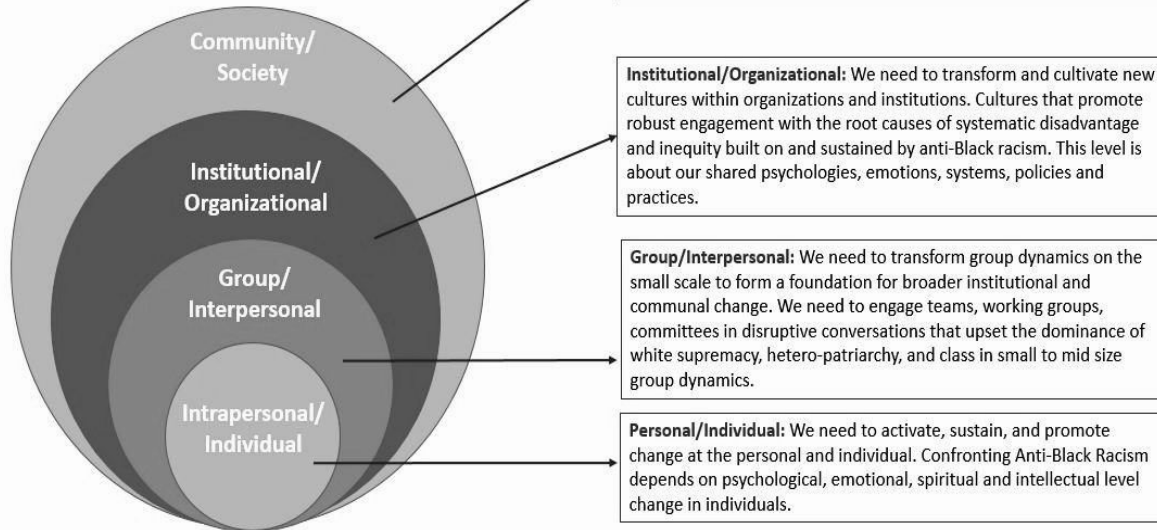 Community/
Society
Institutional/
Organizational
Group/
Interpersonal
Intrapersonal/
Individual
Institutional/Organizational: We need to transform and cultivate new
cultures within organizations and institutions. Cultures that promote
robust engagement with the root causes of systematic disadvantage
and inequity built on and sustained by anti-Black racism. This level is
about our shared psychologies, emotions, systems, policies and
practices.
Group/Interpersonal: We need to transform group dynamics on the
small scale to form a foundation for broader institutional and
communal change. We need to engage teams, working groups,
committees in disruptive conversations that upset the dominance of
white supremacy, hetero-patriarchy, and class in small to mid size
group dynamics.
Personal/Individual: We need to activate, sustain, and promote
change at the personal and individual. Confronting Anti-Black Racism
depends on psychological, emotional, spiritual and intellectual level
change in individuals.